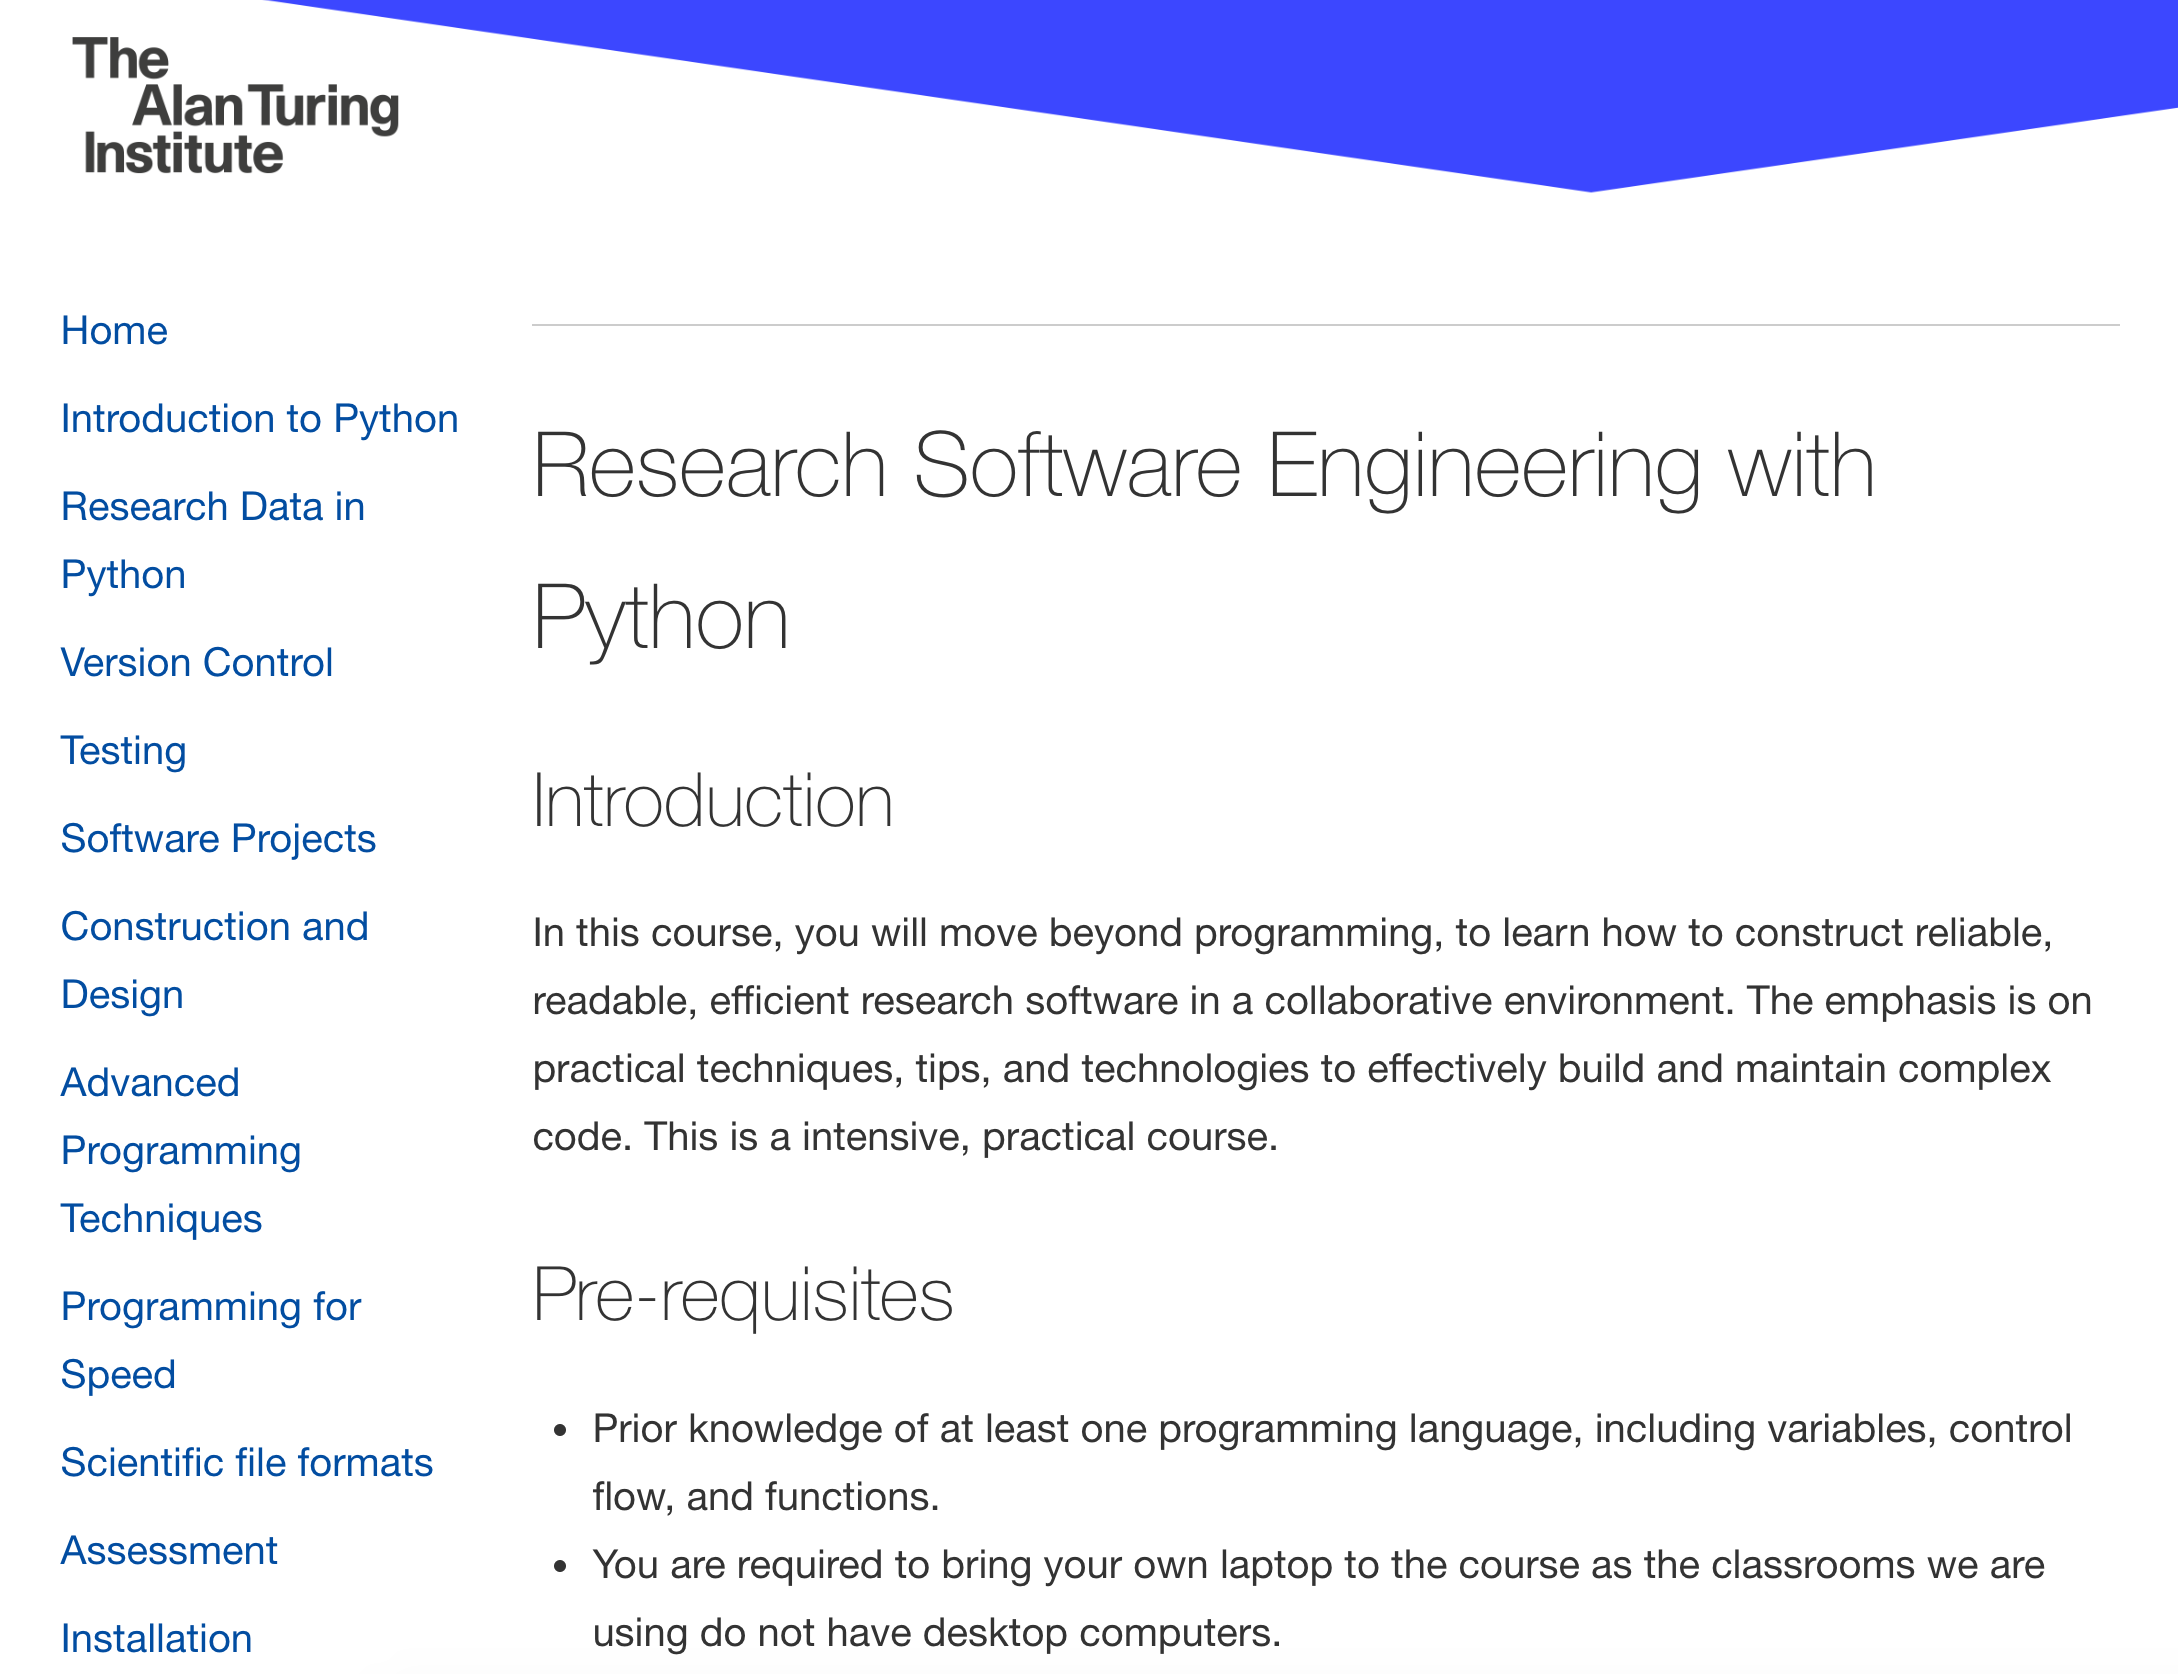 The
Alan Turing
Institute
Home
Introduction to Python
Research Data in
Python
Version Control
Testing
Software Projects
Construction and
Design
Advanced
Programming
Techniques
Programming for
Speed
Scientific file formats
Assessment
Installation
Research Software Engineering with
Python
Introduction
In this course, you will move beyond programming, to learn how to construct reliable,
readable, efficient research software in a collaborative environment. The emphasis is on
practical techniques, tips, and technologies to effectively build and maintain complex
code. This is a intensive, practical course.
Pre-requisites
• Prior knowledge of at least one programming language, including variables, control
flow, and functions.
• You are required to bring your own laptop to the course as the classrooms we are
using do not have desktop computers.